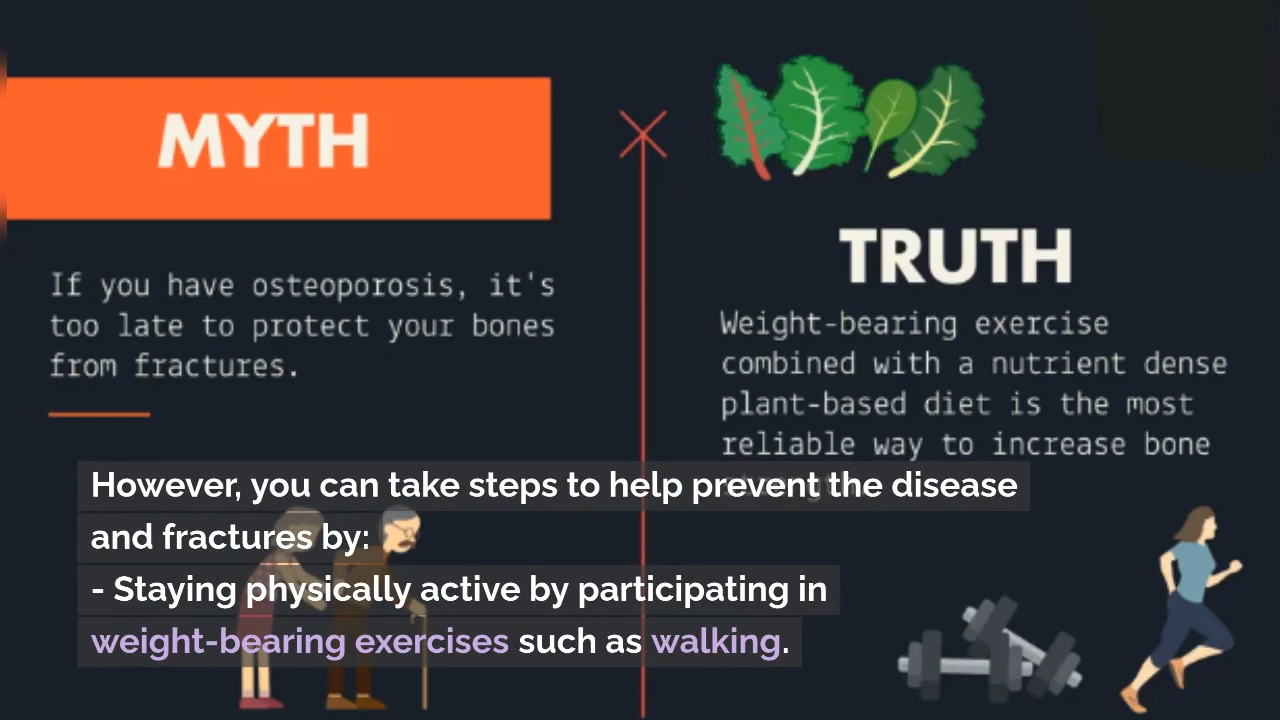 MYTH
If you have osteoporosis, it's
too late to protect your bones
from fractures.
TRUTH
Weight-bearing exercise
combined with a nutrient dense
plant-based diet is the most
reliable way to increase bone
However, you can take steps to help prevent the disease
and fractures by:
- Staying physically active by participating in
weight-bearing exercises such as walking.